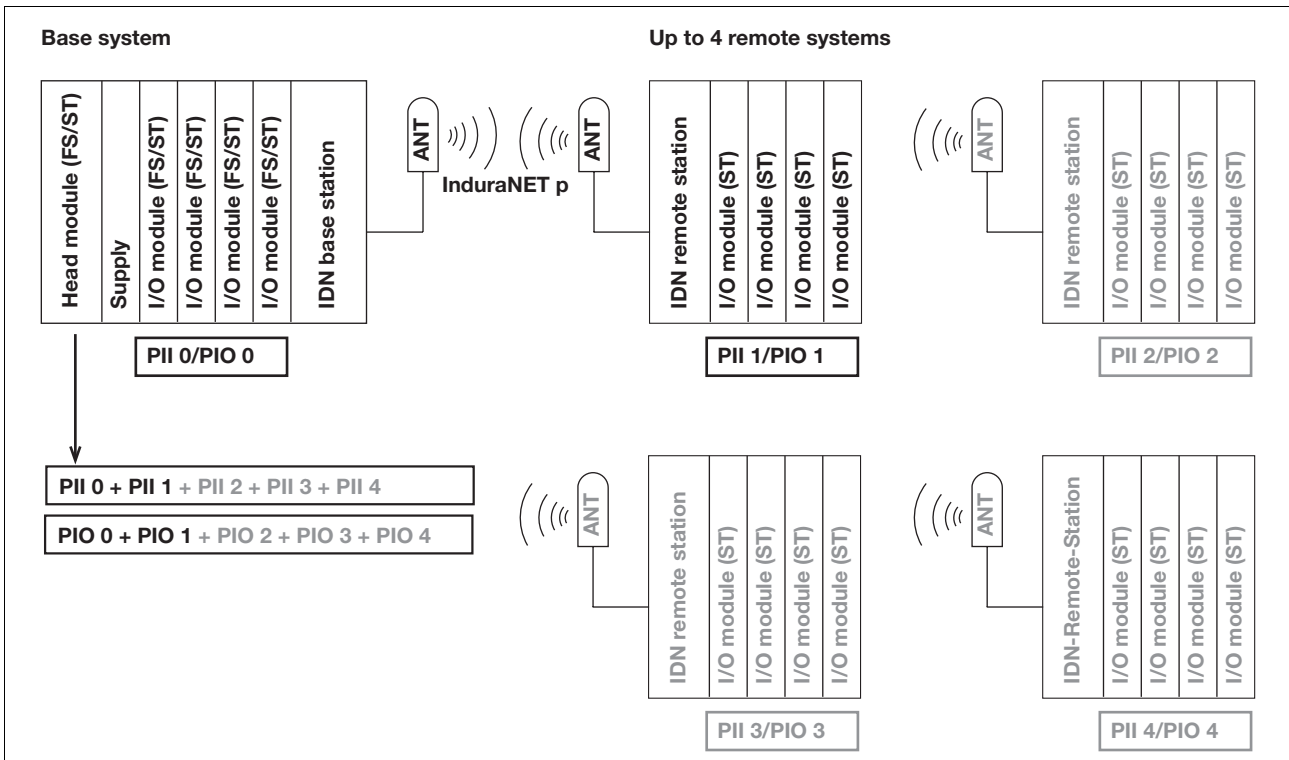 Base system
Up to 4 remote systems
Head module (FS/ST)
Supply
I/O module (FS/ST)
I/O module (FS/ST)
I/O module (FS/ST)
I/O module (FS/ST)
IDN base station
ANT
InduraNET p
ANT
IDN remote station
I/O module (ST)
I/O module (ST)
I/O module (ST)
I/O module (ST)
ANT
IDN remote station
I/O module (ST)
I/O module (ST)
I/O module (ST)
I/O module (ST)
PII 0/PIO 0
PII 1/PIO 1
PII 2/PIO 2
PII 0 + PII 1 + PII 2 + PII 3 + PII 4
PIO 0 + PIO 1 + PIO 2 + PIO 3 + PIO 4
ANT
IDN remote station
I/O module (ST)
I/O module (ST)
I/O module (ST)
I/O module (ST)
ANT
IDN-Remote-Station
I/O module (ST)
I/O module (ST)
I/O module (ST)
I/O module (ST)
PII 3/PIO 3
PII 4/PIO 4